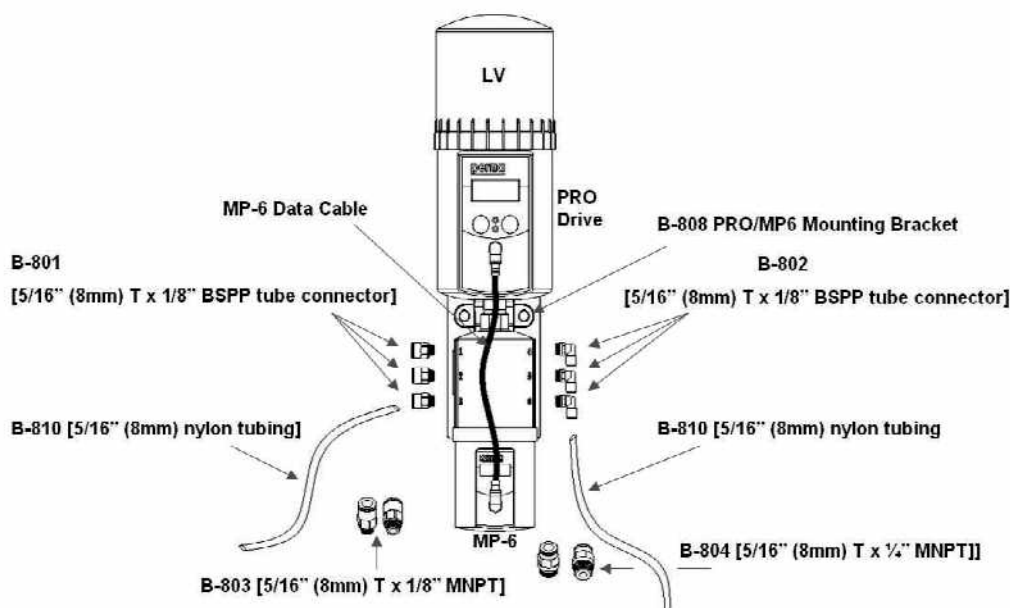 LV
perma
PRO
Drive
MP-6 Data Cable
B-808 PRO/MP6 Mounting Bracket
B-801
[5/16” (8mm) T x 1/8” BSPP tube connector]
B-802
[5/16” (8mm) T x 1/8” BSPP tube connector]
1
2
B-810 [5/16” (8mm) nylon tubing]
B-810 [5/16” (8mm) nylon tubing
MP-6
B-803 [5/16” (8mm) T x 1/8” MNPT]
B-804 [5/16” (8mm) T x ¼” MNPT]]